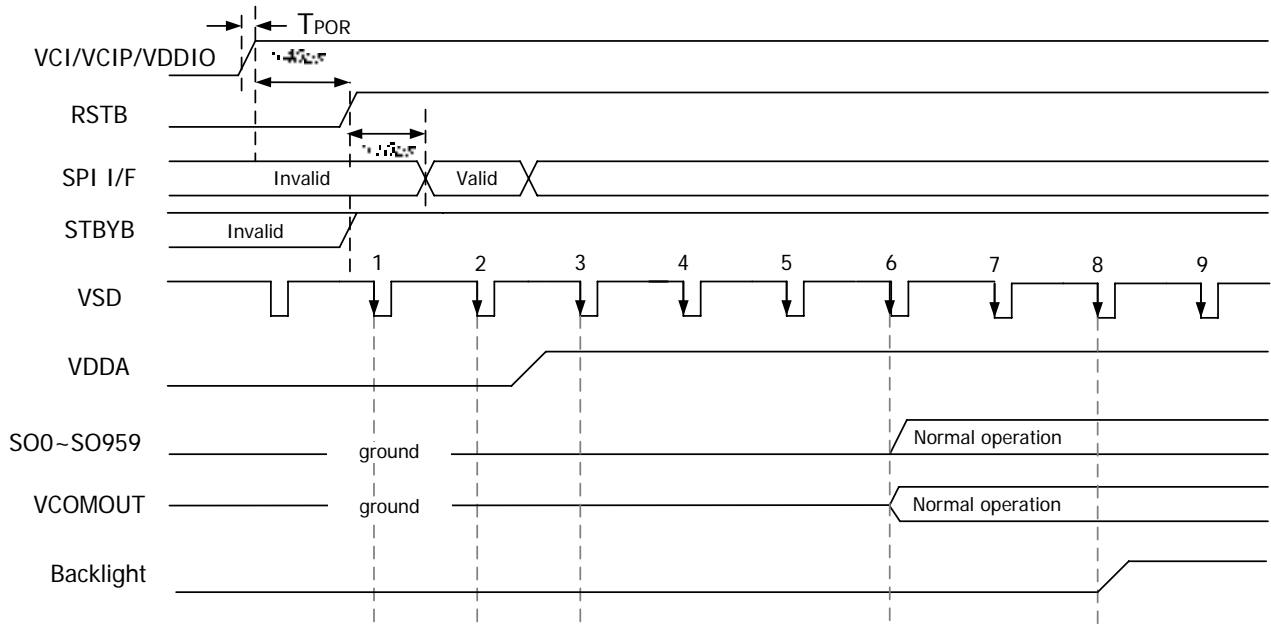 TPOR
VCI/VCIP/VDDIO
RSTB
SPI I/F
Invalid
Valid
STBYB
Invalid
1 2 3 4 5 6 7 8 9
VSD
VDDA
SO0~SO959
ground
Normal operation
VCOMOUT
ground
Normal operation
Backlight